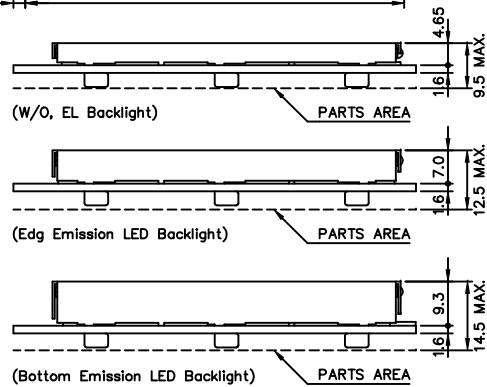 4.65
1.6
9.5 MAX.
(W/O, EL Backlight)
PARTS AREA
7.0
1.6
12.5 MAX.
(Edg Emission LED Backlight)
PARTS AREA
9.3
1.6
14.5 MAX.
(Bottom Emission LED Backlight)
PARTS AREA